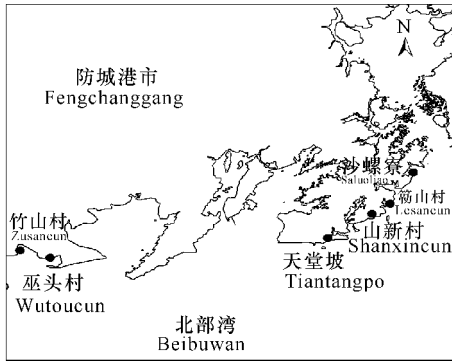 N
防城港市
Fengchanggang
沙螺寮
Saluoliao
竹山村
Zusancun
巫头村
Wutoucun
天堂坡
Tiantangpo
山新村
Shanxincun
簕山村
Lesancun
北部湾
Beibuwan